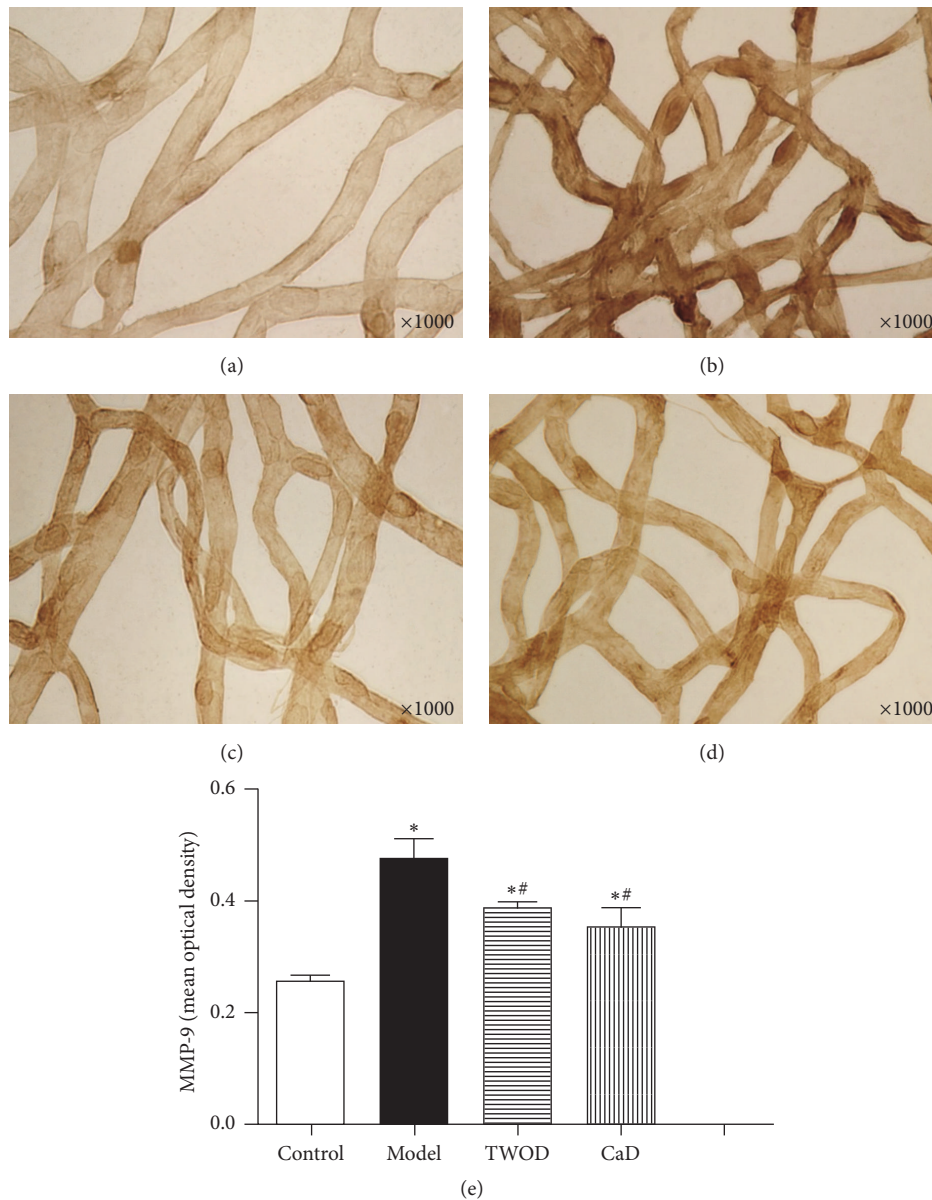 ×1000
×1000
(a)
(b)
×1000
×1000
(c)
(d)
MMP-9 (mean optical density)
0.6
0.4
0.2
0.0
*
*#
*#
Control Model TWOD CaD
(e)